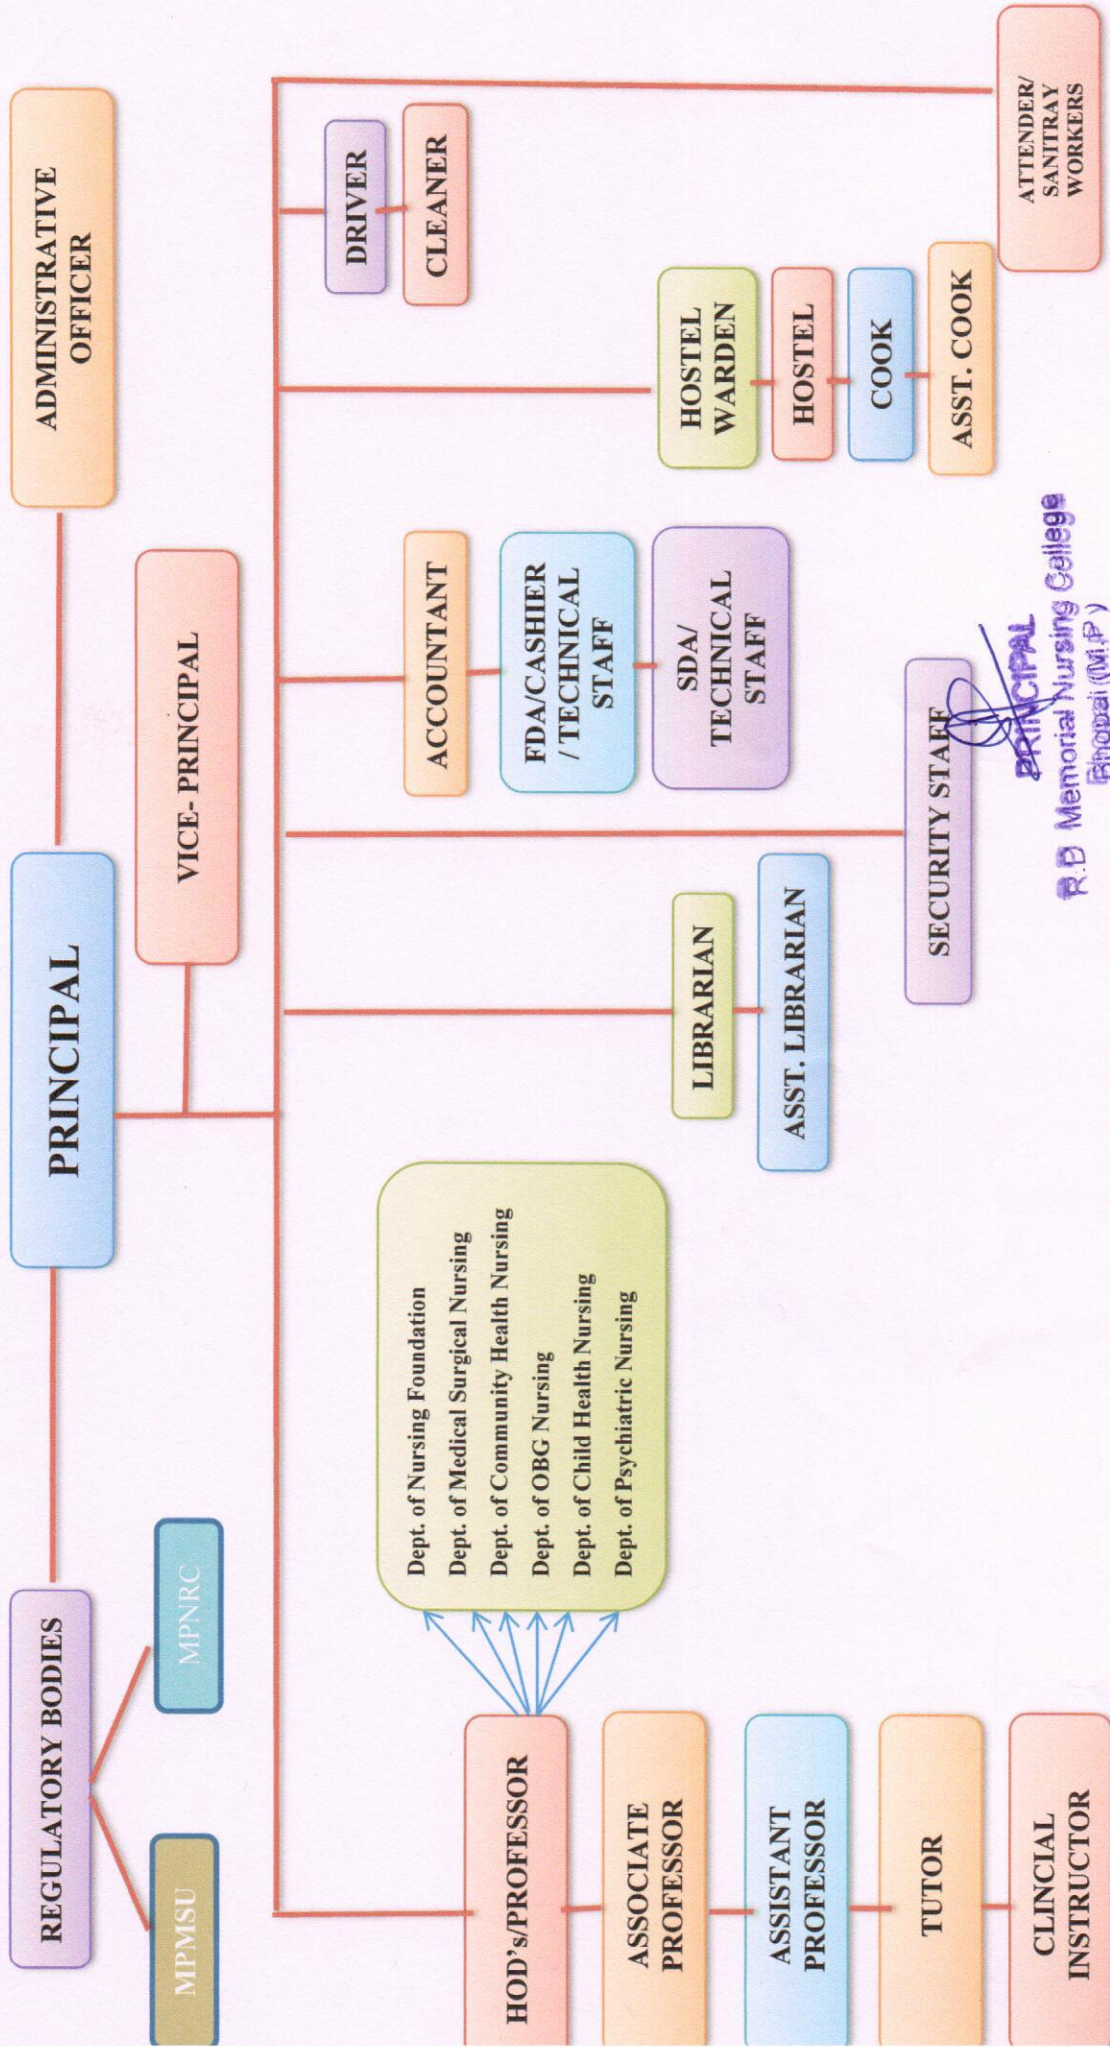 REGULATORY BODIES
PRINCIPAL
ADMINISTRATIVE
OFFICER
MPMSU
MPNRC
VICE- PRINCIPAL
HOD's/PROFESSOR
ASSOCIATE
PROFESSOR
ASSISTANT
PROFESSOR
TUTOR
CLINCIAL
INSTRUCTOR
Dept. of Nursing Foundation
Dept. of Medical Surgical Nursing
Dept. of Community Health Nursing
Dept. of OBG Nursing
Dept. of Child Health Nursing
Dept. of Psychiatric Nursing
LIBRARIAN
ASST. LIBRARIAN
SECURITY STAFF
ACCOUNTANT
FDA/CASHIER
/ TECHNICAL
STAFF
SDA/
TECHNICAL
STAFF
HOSTEL
WARDEN
HOSTEL
COOK
ASST. COOK
DRIVER
CLEANER
ATTENDER/
SANITRAY
WORKERS
PRINCIPAL
R.D Memorial Nursing College
Bhopal (M.P)